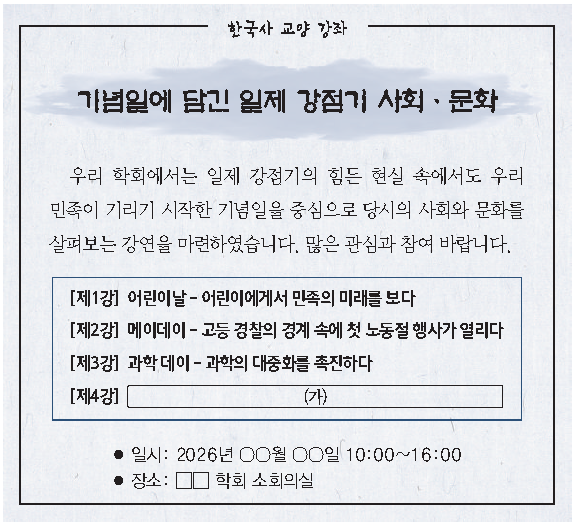 한국사 교양 강좌
기념일에 담긴 일제 강점기 사회 · 문화
우리 학회에서는 일제 강점기의 힘든 현실 속에서도 우리
민족이 기리기 시작한 기념일을 중심으로 당시의 사회와 문화를
살펴보는 강연을 마련하였습니다. 많은 관심과 참여 바랍니다.
[제1강] 어린이날 - 어린이에게서 민족의 미래를 보다
[제2강] 메이데이 - 고등 경찰의 경계 속에 첫 노동절 행사가 열리다
[제3강] 과학 데이 - 과학의 대중화를 촉진하다
[제4강] (가)
● 일시: 2026년 ○○월 ○○일 10:00~16:00
● 장소: □□ 학회 소회의실